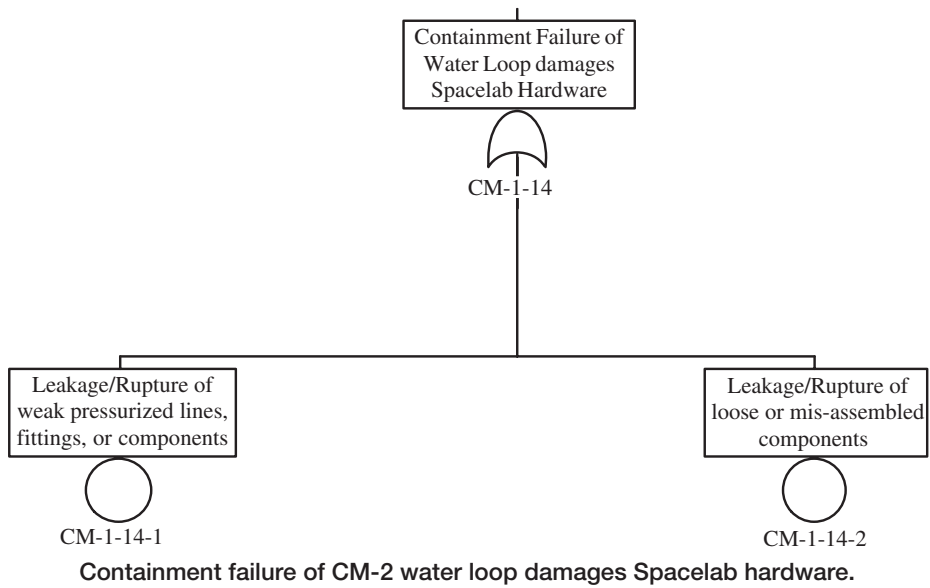 Containment Failure of
Water Loop damages
Spacelab Hardware
CM-1-14
Leakage/Rupture of
weak pressurized lines,
fittings, or components
CM-1-14-1
Leakage/Rupture of
loose or mis-assembled
components
CM-1-14-2
Containment failure of CM-2 water loop damages Spacelab hardware.